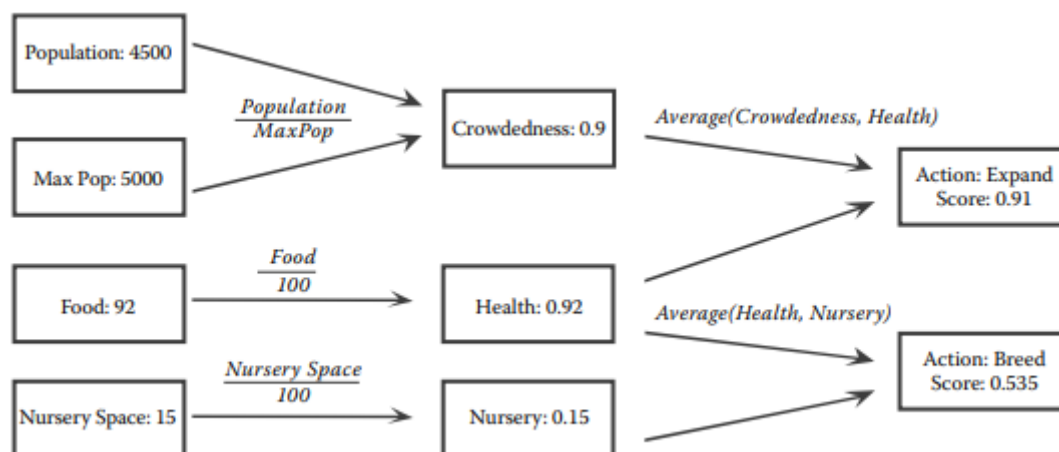 Population: 4500
Population
MaxPop
Max Pop: 5000
Crowdedness: 0.9
Average(Crowdedness, Health)
Action: Expand
Score: 0.91
Food: 92
Food
100
Health: 0.92
Average(Health, Nursery)
Action: Breed
Score: 0.535
Nursery Space: 15
Nursery Space
100
Nursery: 0.15